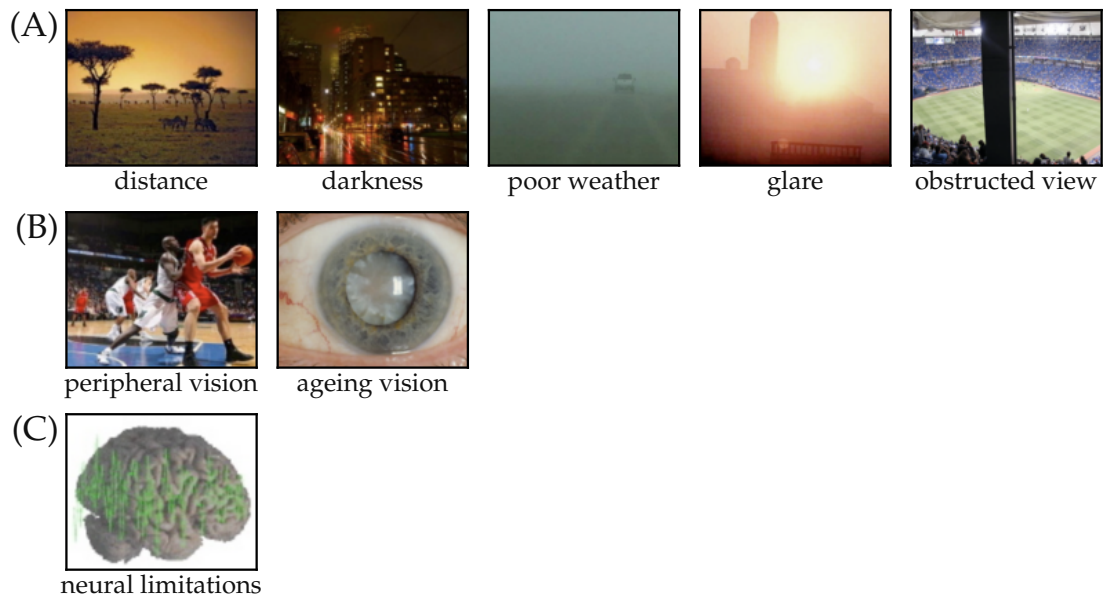 (A)
distance darkness poor weather glare obstructed view
(B)
peripheral vision ageing vision
(C)
neural limitations